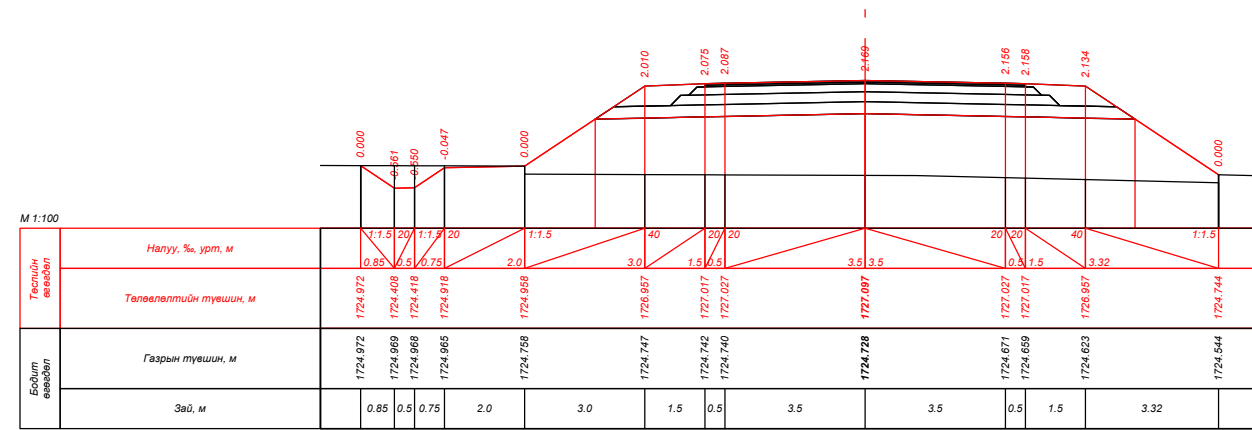 2.010 2.075 2.087 2.169 2.156 2.158 2.134
0.000 -0.047 0.000 0.000
M 1:100
Төслийн өгөгдөл
Налуу, ‰, урт, м
1:1.5 20 1:1.5 20 1:1.5 40 20 20 20 20 40 1:1.5
0.85 0.5 0.75 2.0 3.0 1.5 0.5 3.5 3.5 0.5 1.5 3.32
Төлөвлөлтийн түвшин, м
1724.972 1724.408 1724.418 1724.918 1724.958 1726.957 1727.017 1727.027 1727.097 1727.027 1727.017 1726.957 1724.744
Бодит өгөгдөл
Газрын түвшин, м
1724.972 1724.969 1724.968 1724.965 1724.758 1724.747 1724.742 1724.740 1724.728 1724.671 1724.659 1724.623 1724.544
Зай, м
0.85 0.5 0.75 2.0 3.0 1.5 0.5 3.5 3.5 0.5 1.5 3.32